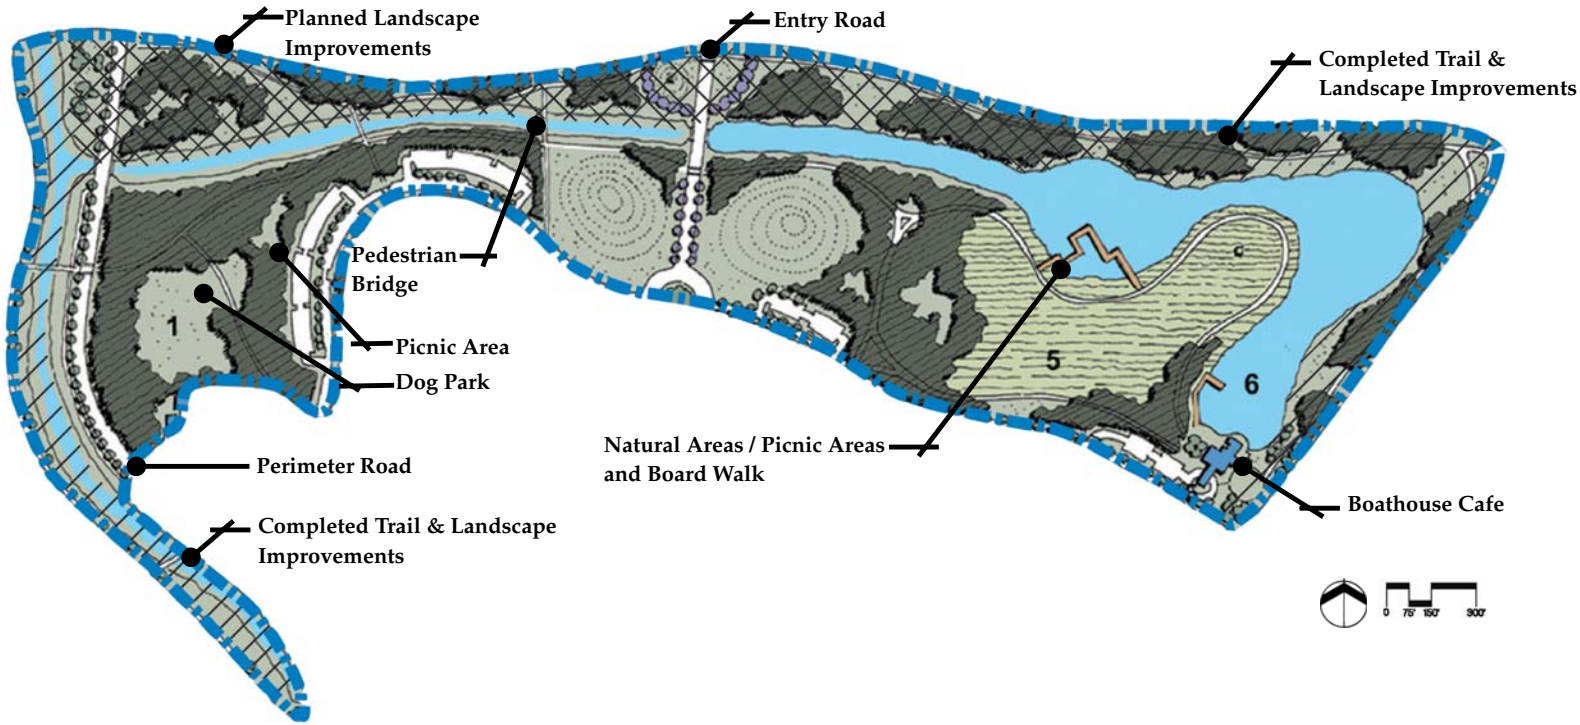 Planned Landscape
Improvements
Entry Road
Completed Trail &
Landscape Improvements
Pedestrian
Bridge
1
Picnic Area
Dog Park
5
6
Natural Areas / Picnic Areas
and Board Walk
Perimeter Road
Boathouse Cafe
Completed Trail & Landscape
Improvements
0 75' 150' 300'